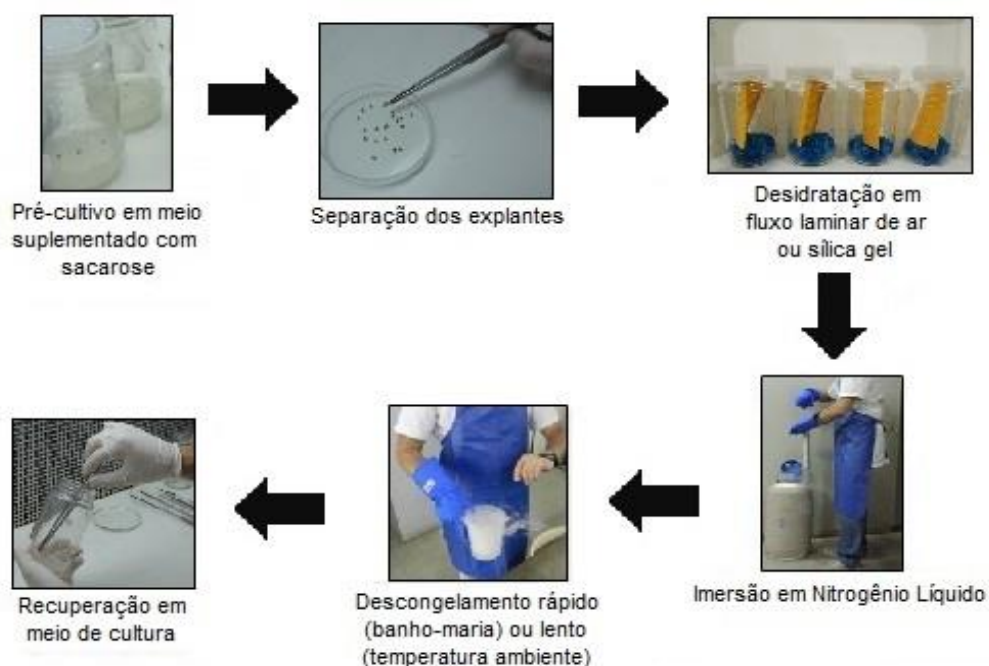 Pré-cultivo em meio
suplementado com
sacarose
Separação dos explantes
Desidratação em
fluxo laminar de ar
ou sílica gel
Imersão em Nitrogênio Líquido
Descongelamento rápido
(banho-maria) ou lento
(temperatura ambiente)
Recuperação em
meio de cultura